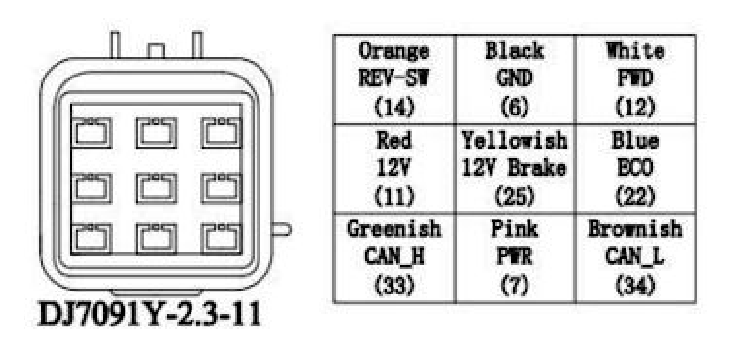 Orange Black White
REV-SW GND FWD
(14) (6) (12)
Red Yellowish Blue
12V 12V Brake ECO
(11) (25) (22)
Greenish Pink Brownish
CAN_H PWR CAN_L
(33) (7) (34)
DJ7091Y-2.3-11